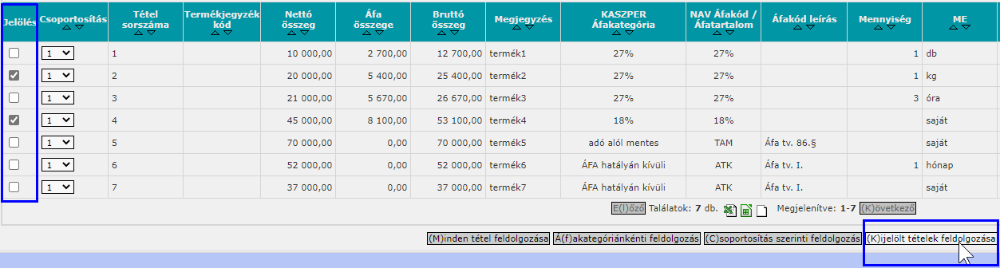 Jelölés Csoportosítás Tétel sorszáma Termékjegyzék kód Nettó összeg Áfa összege Bruttó összeg Megjegyzés KASZPER Áfakategória NAV Áfakód / Áfatartalom Áfakód leírás Mennyiség ME
1 1 10 000,00 2 700,00 12 700,00 termék1 27% 27% 1 db
1 2 20 000,00 5 400,00 25 400,00 termék2 27% 27% 1 kg
1 3 21 000,00 5 670,00 26 670,00 termék3 27% 27% 3 óra
1 4 45 000,00 8 100,00 53 100,00 termék4 18% 18% saját
1 5 70 000,00 0,00 70 000,00 termék5 adó alól mentes TAM Áfa tv. 86.§ saját
1 6 52 000,00 0,00 52 000,00 termék6 ÁFA hatályán kívüli ATK Áfa tv. I. 1 hónap
1 7 37 000,00 0,00 37 000,00 termék7 ÁFA hatályán kívüli ATK Áfa tv. I. saját
E(l)őző Találatok: 7 db. Megjelenítve: 1-7 (K)övetkező
(M)inden tétel feldolgozása Á(f)akategóriánkénti feldolgozás (C)soportosítás szerinti feldolgozás (K)ijelölt tételek feldolgozása